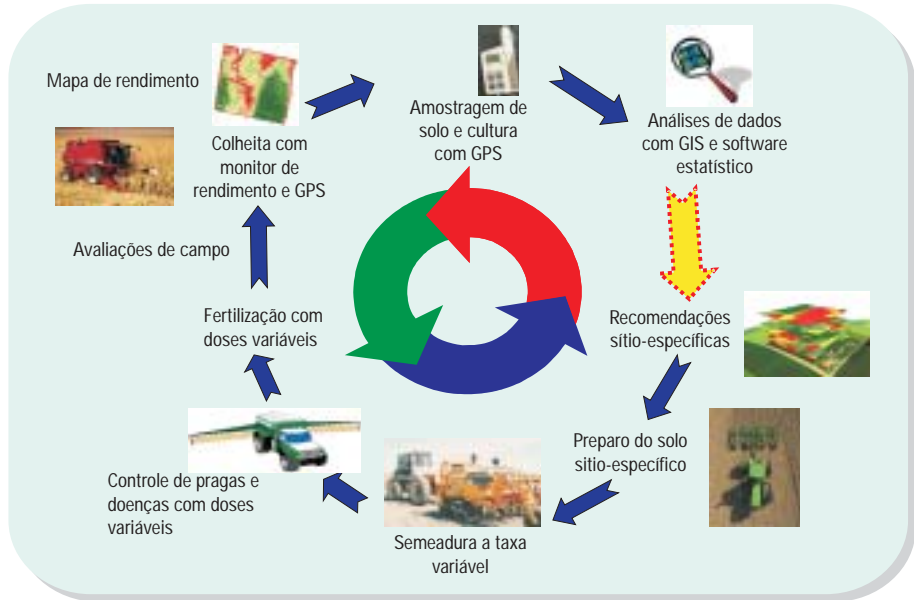 Mapa de rendimento
Colheita com
monitor de
rendimento e GPS
Amostragem de
solo e cultura
com GPS
Análises de dados
com GIS e software
estatístico
Recomendações
sítio-específicas
Preparo do solo
sitio-específico
Semeadura a taxa
variável
Controle de pragas e
doenças com doses
variáveis
Fertilização com
doses variáveis
Avaliações de campo